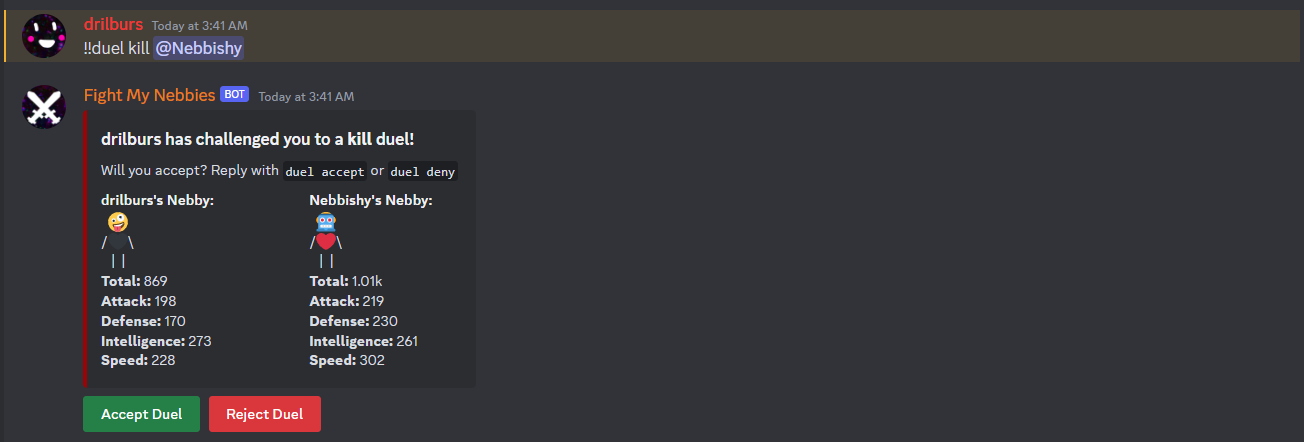 drilburs Today at 3:41 AM
!!duel kill @Nebbishy
Fight My Nebbies BOT Today at 3:41 AM
drilburs has challenged you to a kill duel!
Will you accept? Reply with duel accept or duel deny
drilburs's Nebby: Nebbishy's Nebby:
🤪 🤖
/🖤\ /❤️\
| | | |
Total: 869 Total: 1.01k
Attack: 198 Attack: 219
Defense: 170 Defense: 230
Intelligence: 273 Intelligence: 261
Speed: 228 Speed: 302
Accept Duel Reject Duel